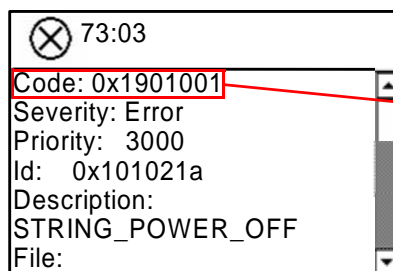 73:03
Code: 0x1901001
Severity: Error
Priority: 3000
Id: 0x101021a
Description:
STRING_POWER_OFF
File: